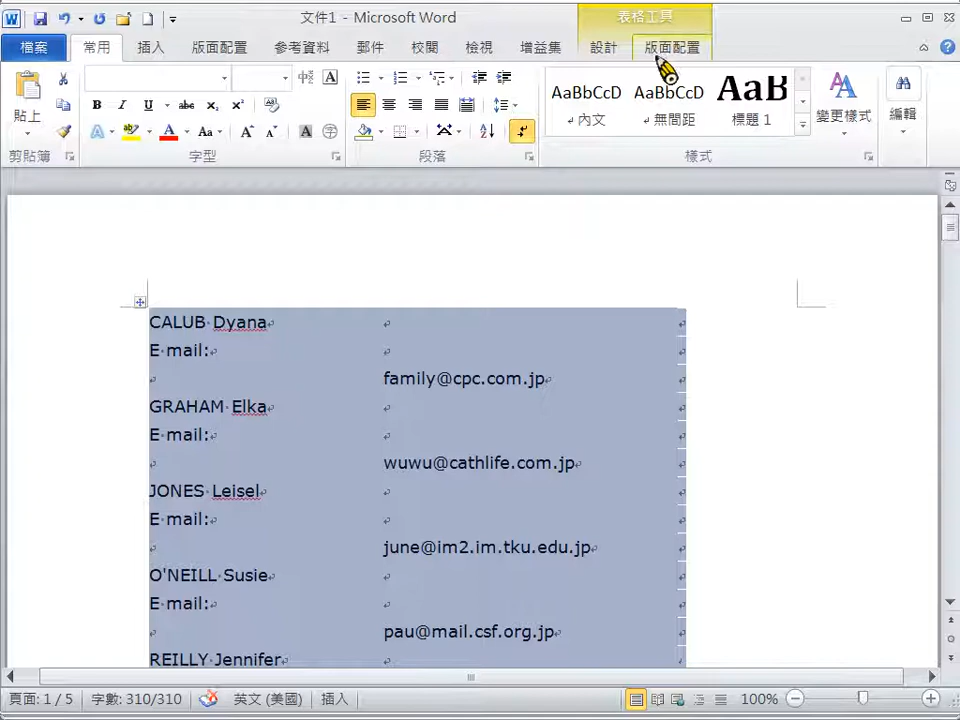 文件1 - Microsoft Word
表格工具
檔案 常用 插入 版面配置 參考資料 郵件 校閱 檢視 增益集 設計 版面配置
貼上
B I U abc x₂ x²
A ab A Aa A A A 字
AaBbCcD AaBbCcD AaB
↲ 內文 ↲ 無間距 標題 1
變更樣式 編輯
剪貼簿 字型 段落 樣式
CALUB Dyana
E mail:
family@cpc.com.jp
GRAHAM Elka
E mail:
wuwu@cathlife.com.jp
JONES Leisel
E mail:
june@im2.im.tku.edu.jp
O'NEILL Susie
E mail:
pau@mail.csf.org.jp
REILLY Jennifer
頁面: 1 / 5 字數: 310/310 英文 (美國) 插入 100%